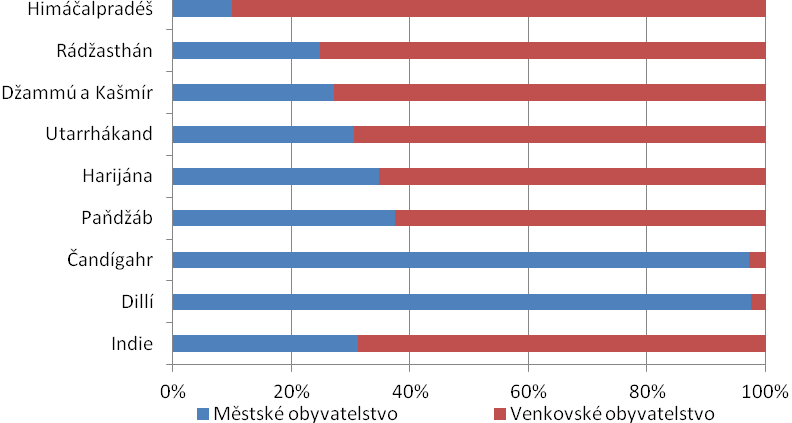 Himáčalpradéš
Rádžasthán
Džammú a Kašmír
Utarrhákand
Harijána
Paňdžáb
Čandígahr
Dillí
Indie
0% 20% 40% 60% 80% 100%
Městské obyvatelstvo Venkovské obyvatelstvo